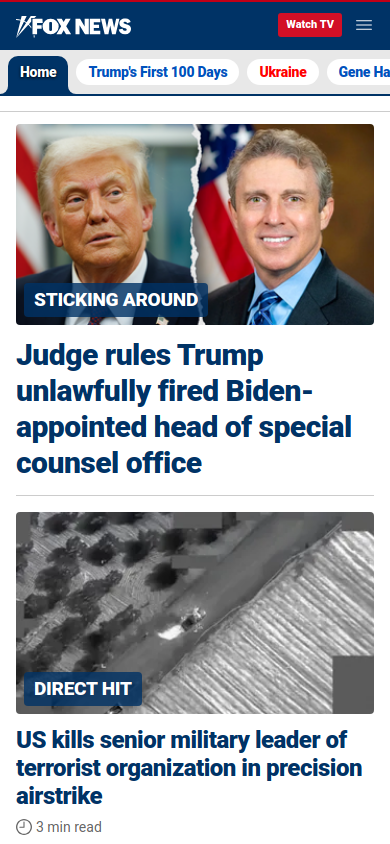 FOX NEWS
Watch TV
Home
Trump's First 100 Days
Ukraine
Gene Ha
STICKING AROUND
Judge rules Trump
unlawfully fired Biden-
appointed head of special
counsel office
DIRECT HIT
US kills senior military leader of
terrorist organization in precision
airstrike
3 min read